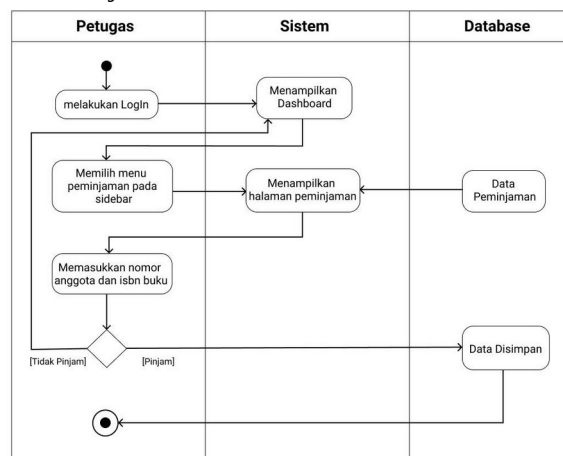 Petugas
Sistem
Database
melakukan LogIn
Menampilkan
Dashboard
Memilih menu
peminjaman pada
sidebar
Menampilkan
halaman peminjaman
Data
Peminjaman
Memasukkan nomor
anggota dan isbn buku
[Tidak Pinjam]
[Pinjam]
Data Disimpan